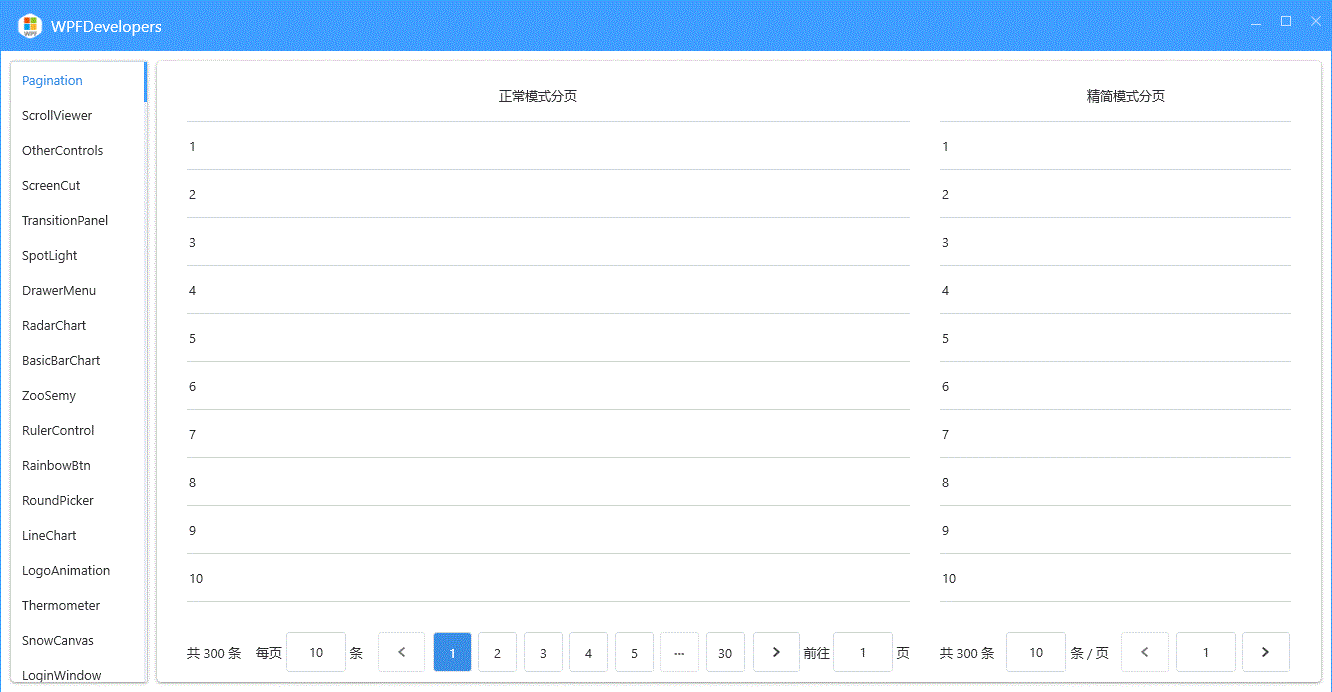 WPFDevelopers
Pagination
ScrollViewer
OtherControls
ScreenCut
TransitionPanel
SpotLight
DrawerMenu
RadarChart
BasicBarChart
ZooSemy
RulerControl
RainbowBtn
RoundPicker
LineChart
LogoAnimation
Thermometer
SnowCanvas
LoginWindow
正常模式分页
1
2
3
4
5
6
7
8
9
10
共 300 条 每页 10 条 < 1 2 3 4 5 ··· 30 > 前往 1 页
精简模式分页
1
2
3
4
5
6
7
8
9
10
共 300 条 10 条 / 页 < 1 >